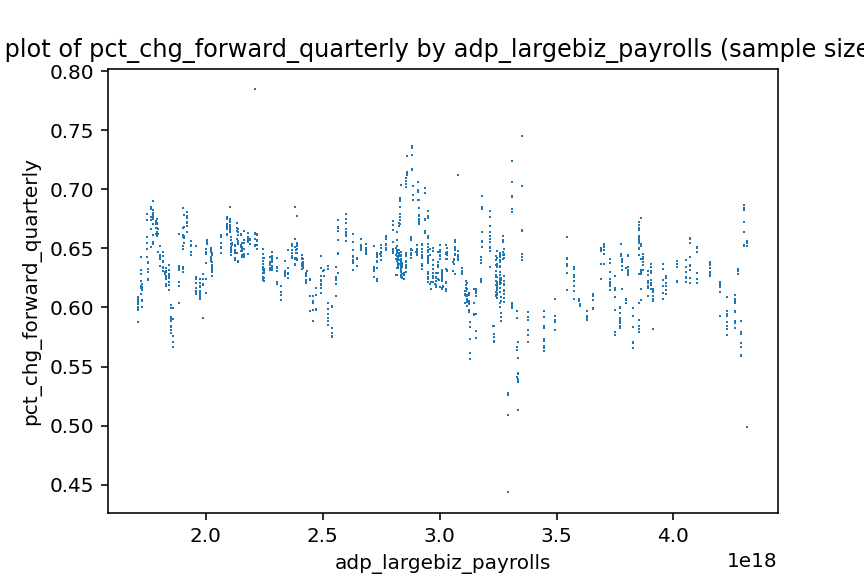 plot of pct_chg_forward_quarterly by adp_largebiz_payrolls (sample size
0.80
0.75
0.70
0.65
0.60
0.55
0.50
0.45
pct_chg_forward_quarterly
2.0 2.5 3.0 3.5 4.0
1e18
adp_largebiz_payrolls